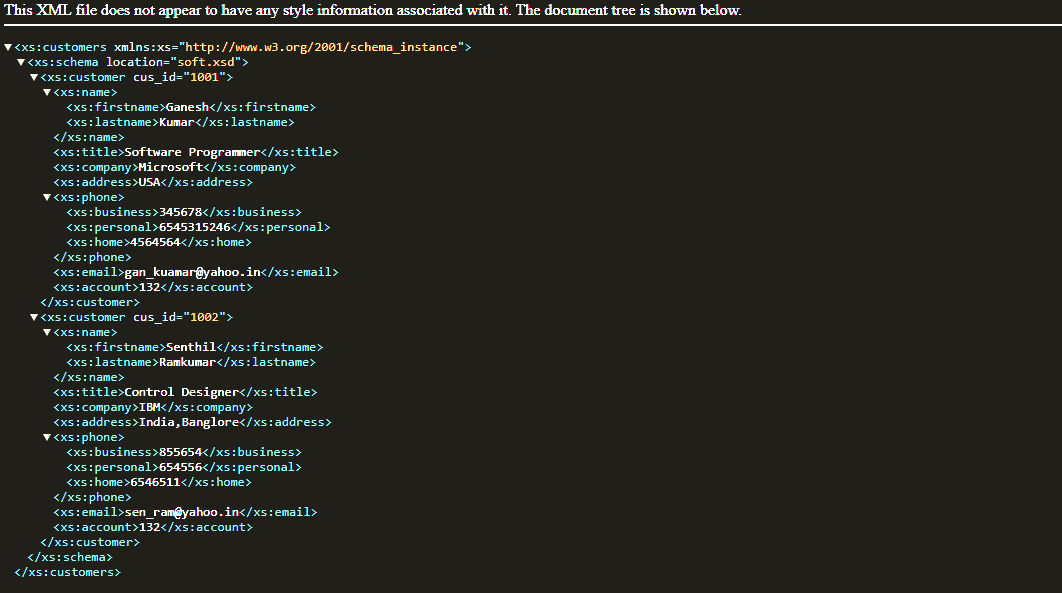 This XML file does not appear to have any style information associated with it. The document tree is shown below.
▼<xs:customers xmlns:xs="http://www.w3.org/2001/schema_instance">
▼<xs:schema location="soft.xsd">
▼<xs:customer cus_id="1001">
▼<xs:name>
<xs:firstname>Ganesh</xs:firstname>
<xs:lastname>Kumar</xs:lastname>
</xs:name>
<xs:title>Software Programmer</xs:title>
<xs:company>Microsoft</xs:company>
<xs:address>USA</xs:address>
▼<xs:phone>
<xs:business>345678</xs:business>
<xs:personal>6545315246</xs:personal>
<xs:home>4564564</xs:home>
</xs:phone>
<xs:email>gan_kuamar@yahoo.in</xs:email>
<xs:account>132</xs:account>
</xs:customer>
▼<xs:customer cus_id="1002">
▼<xs:name>
<xs:firstname>Senthil</xs:firstname>
<xs:lastname>Ramkumar</xs:lastname>
</xs:name>
<xs:title>Control Designer</xs:title>
<xs:company>IBM</xs:company>
<xs:address>India,Banglore</xs:address>
▼<xs:phone>
<xs:business>855654</xs:business>
<xs:personal>654556</xs:personal>
<xs:home>6546511</xs:home>
</xs:phone>
<xs:email>sen_ram@yahoo.in</xs:email>
<xs:account>132</xs:account>
</xs:customer>
</xs:schema>
</xs:customers>